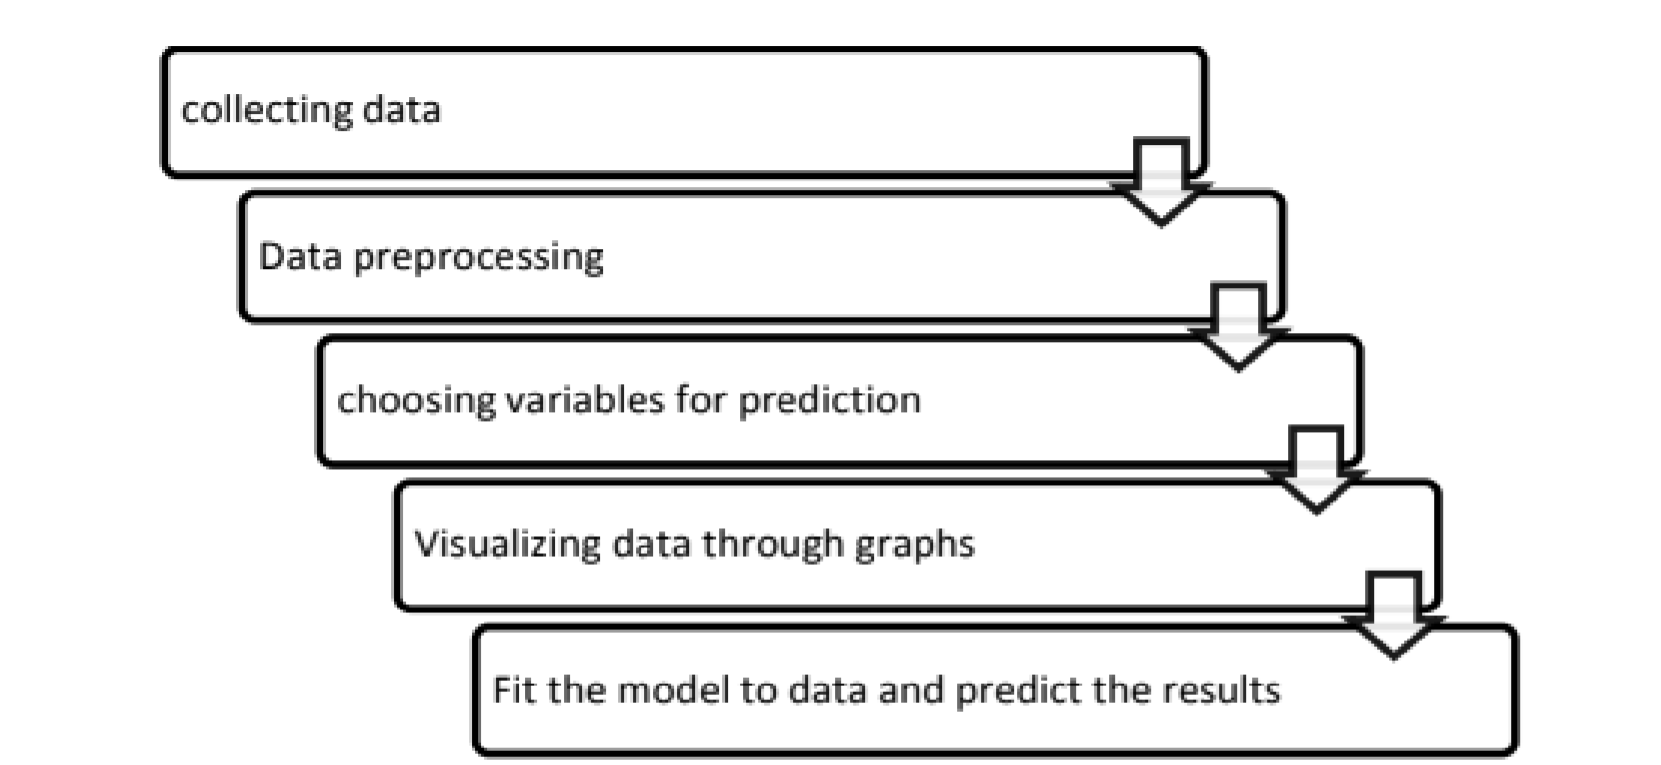 collecting data
Data preprocessing
choosing variables for prediction
Visualizing data through graphs
Fit the model to data and predict the results